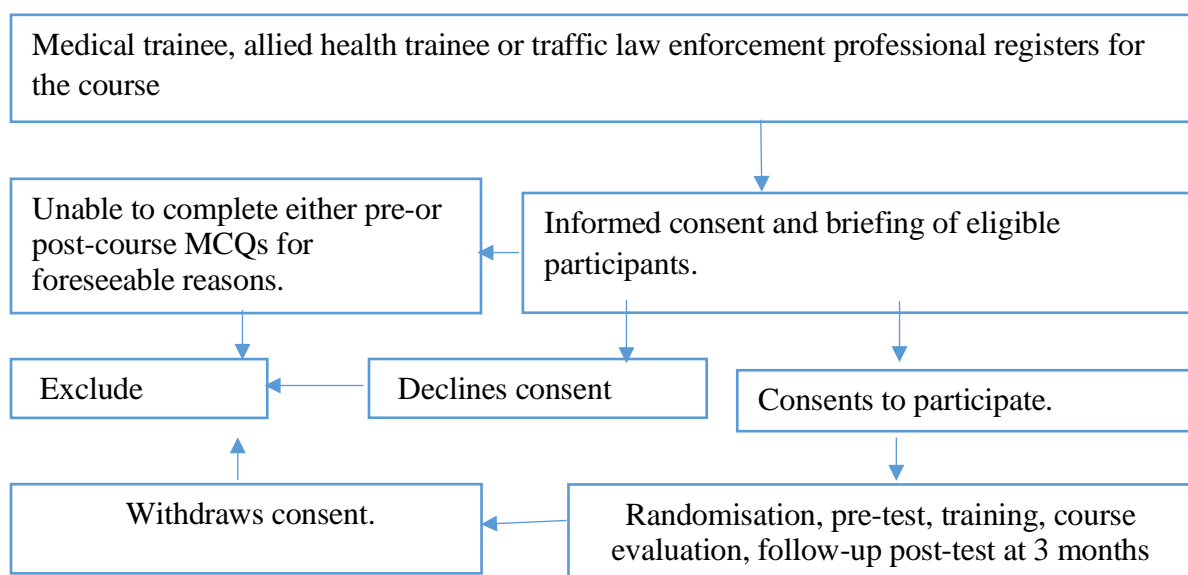 Medical trainee, allied health trainee or traffic law enforcement professional registers for
the course
Unable to complete either pre-or
post-course MCQs for
foreseeable reasons.
Informed consent and briefing of eligible
participants.
Exclude
Declines consent
Consents to participate.
Withdraws consent.
Randomisation, pre-test, training, course
evaluation, follow-up post-test at 3 months